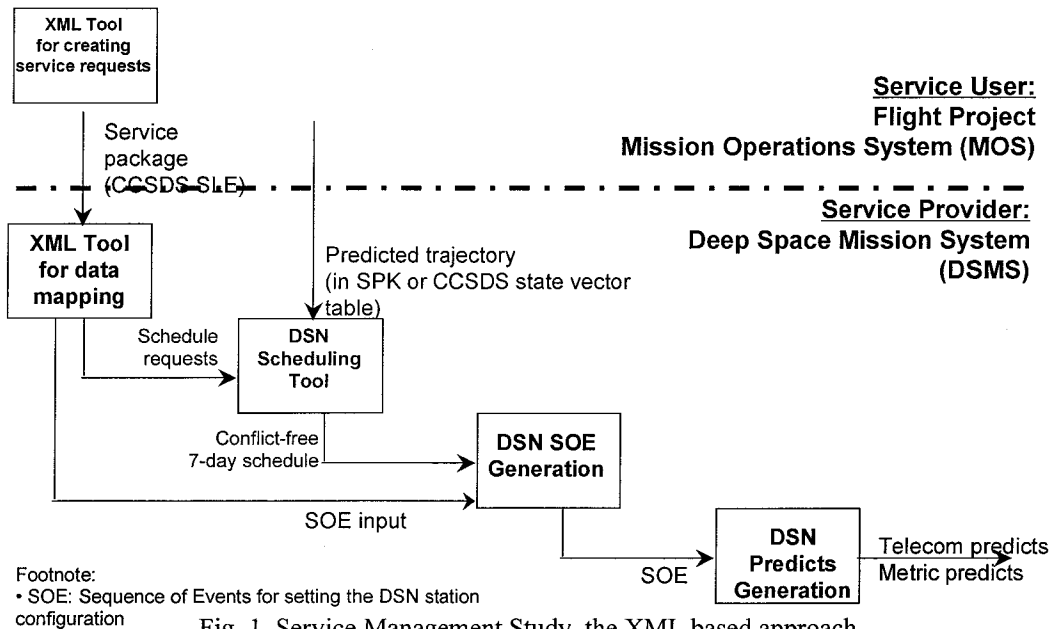 XML Tool
for creating
service requests
Service User:
Flight Project
Mission Operations System (MOS)
Service
package
(CCSDS SLE)
Service Provider:
Deep Space Mission System
(DSMS)
XML Tool
for data
mapping
Predicted trajectory
(in SPK or CCSDS state vector
table)
Schedule
requests
DSN
Scheduling
Tool
Conflict-free
7-day schedule
DSN SOE
Generation
SOE input
SOE
DSN
Predicts
Generation
Telecom predicts
Metric predicts
Footnote:
• SOE: Sequence of Events for setting the DSN station
configuration
Fig. 1. Service Management Study, the XML based approach